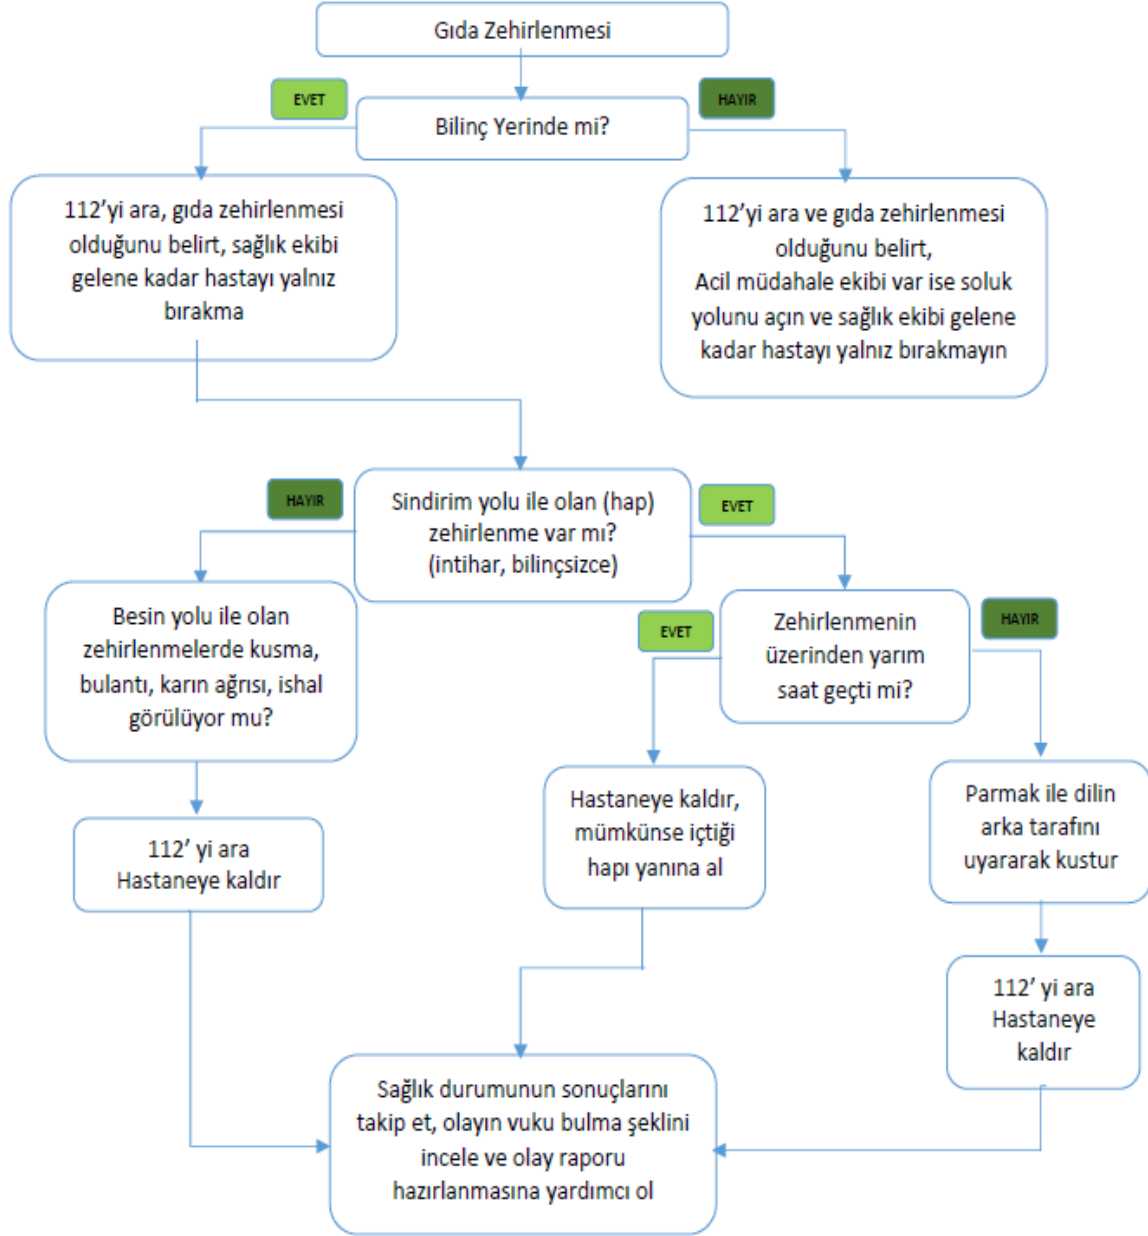 Gıda Zehirlenmesi
EVET
HAYIR
Bilinç Yerinde mi?
112’yi ara, gıda zehirlenmesi
olduğunu belirt, sağlık ekibi
gelene kadar hastayı yalnız
bırakma
112’yi ara ve gıda zehirlenmesi
olduğunu belirt,
Acil müdahale ekibi var ise soluk
yolunu açın ve sağlık ekibi gelene
kadar hastayı yalnız bırakmayın
HAYIR
Sindirim yolu ile olan (hap)
zehirlenme var mı?
(intihar, bilinçsizce)
EVET
Besin yolu ile olan
zehirlenmelerde kusma,
bulantı, karın ağrısı, ishal
görülüyor mu?
EVET
Zehirlenmenin
üzerinden yarım
saat geçti mi?
HAYIR
112’ yi ara
Hastaneye kaldır
Hastaneye kaldır,
mümkünse içtiği
hapı yanına al
Parmak ile dilin
arka tarafını
uyararak kustur
112’ yi ara
Hastaneye
kaldır
Sağlık durumunun sonuçlarını
takip et, olayın vuku bulma şeklini
incele ve olay raporu
hazırlanmasına yardımcı ol